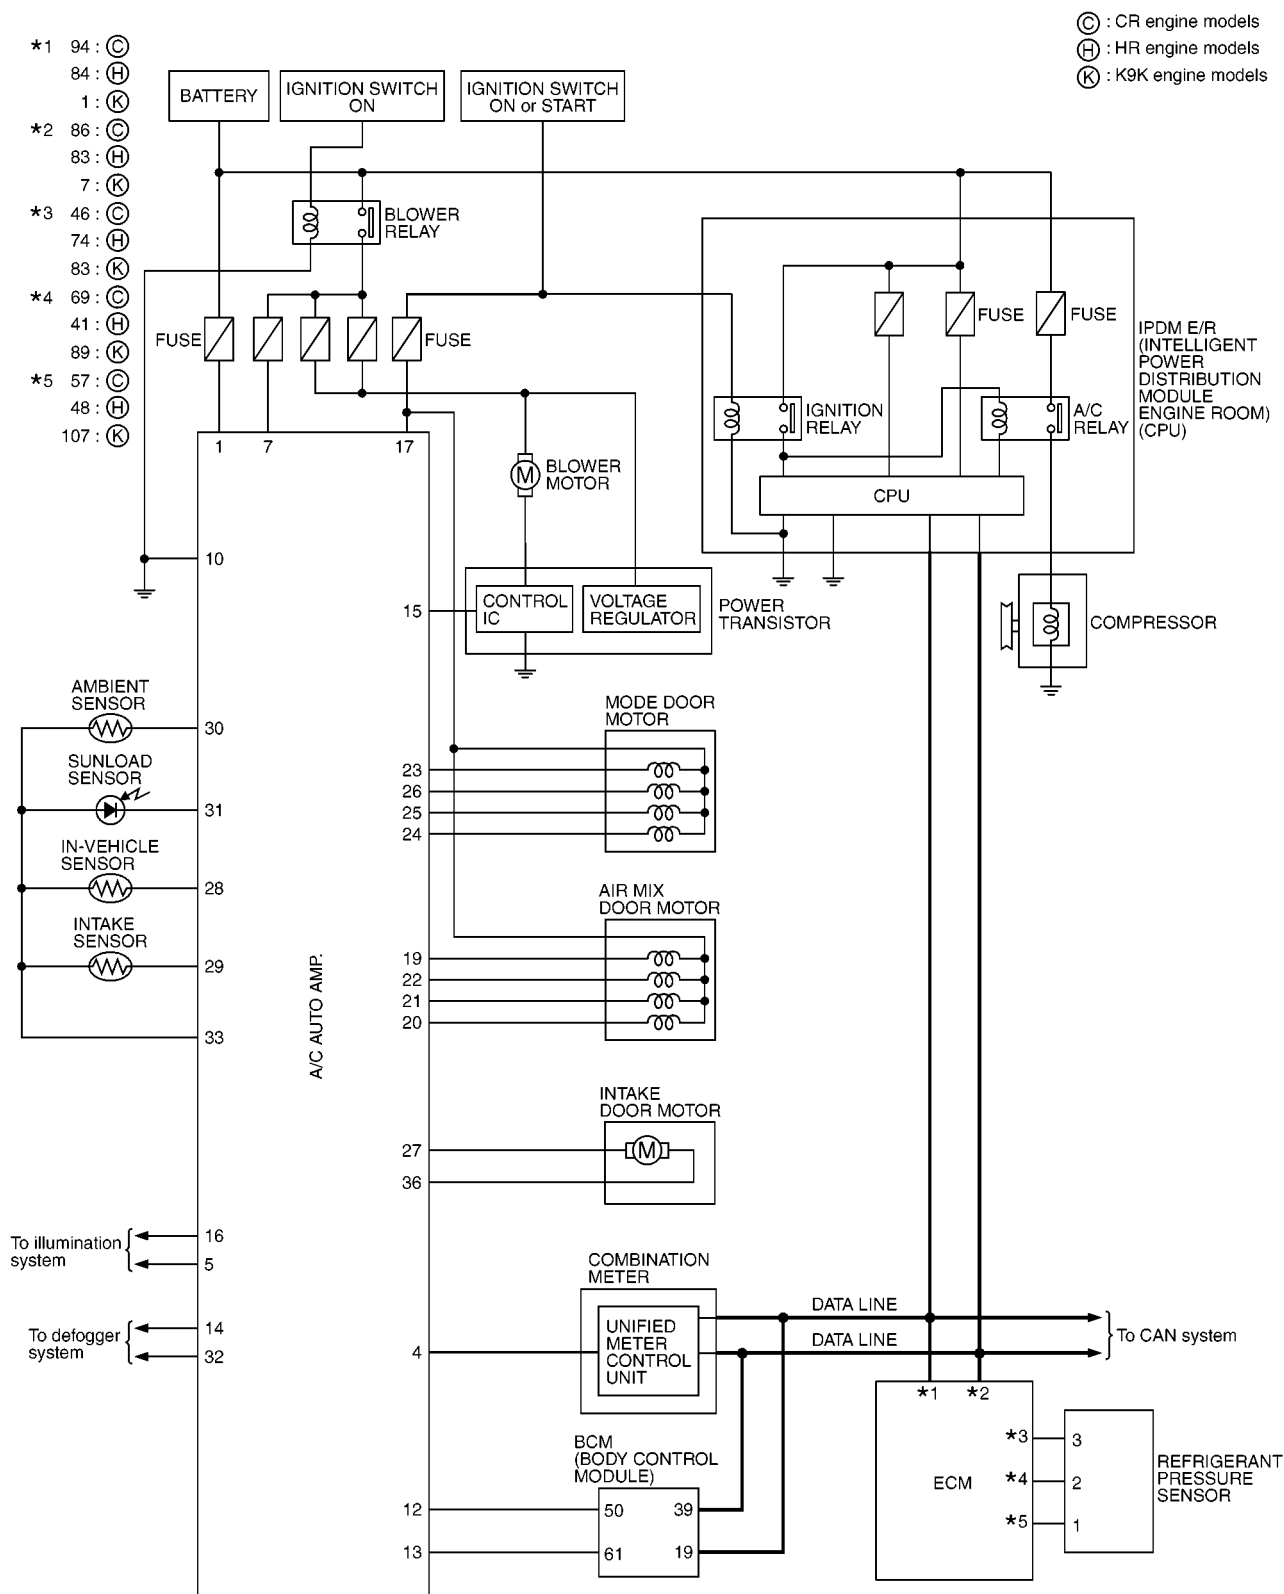 Ⓒ : CR engine models
Ⓗ : HR engine models
Ⓚ : K9K engine models
*1 94 : Ⓒ
84 : Ⓗ
1 : Ⓚ
*2 86 : Ⓒ
83 : Ⓗ
7 : Ⓚ
*3 46 : Ⓒ
74 : Ⓗ
83 : Ⓚ
*4 69 : Ⓒ
41 : Ⓗ
89 : Ⓚ
*5 57 : Ⓒ
48 : Ⓗ
107 : Ⓚ
BATTERY
IGNITION SWITCH
ON
IGNITION SWITCH
ON or START
BLOWER
RELAY
FUSE
FUSE
FUSE
FUSE
IPDM E/R
(INTELLIGENT
POWER
DISTRIBUTION
MODULE
ENGINE ROOM)
(CPU)
IGNITION
RELAY
A/C
RELAY
CPU
1
7
17
BLOWER
MOTOR
M
10
15
CONTROL
IC
VOLTAGE
REGULATOR
POWER
TRANSISTOR
COMPRESSOR
AMBIENT
SENSOR
30
SUNLOAD
SENSOR
31
IN-VEHICLE
SENSOR
28
INTAKE
SENSOR
29
33
A/C AUTO AMP.
MODE DOOR
MOTOR
23
26
25
24
AIR MIX
DOOR MOTOR
19
22
21
20
INTAKE
DOOR MOTOR
27
M
36
To illumination
system
16
5
To defogger
system
14
32
COMBINATION
METER
UNIFIED
METER
CONTROL
UNIT
4
DATA LINE
DATA LINE
To CAN system
BCM
(BODY CONTROL
MODULE)
12
50
39
13
61
19
*1
*2
*3
*4
*5
ECM
3
2
1
REFRIGERANT
PRESSURE
SENSOR